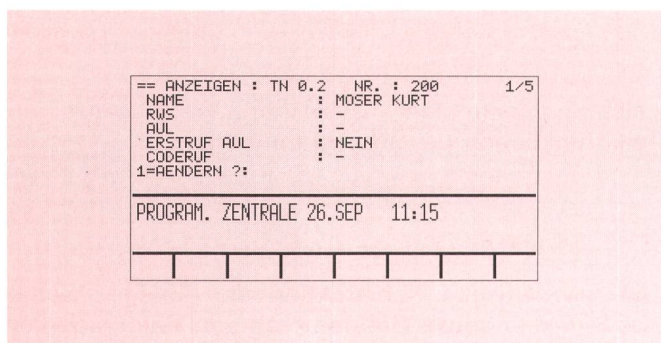 == ANZEIGEN : TN 0.2 NR. : 200 1/5
NAME : MOSER KURT
RWS : -
AUL : -
ERSTRUF AUL : NEIN
CODERUF : -
1=AENDERN ?:
PROGRAM. ZENTRALE 26.SEP 11:15